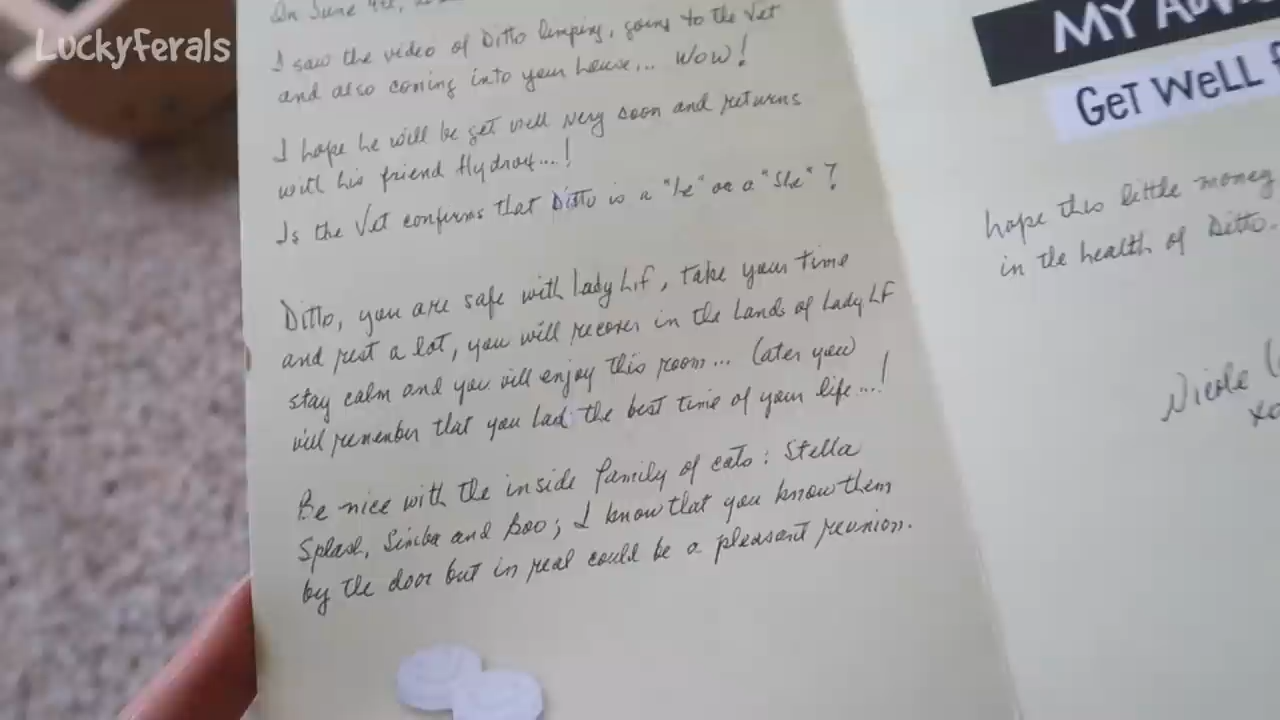 LuckyFerals
On June 9th,
I saw the video of Ditto limping, going to the Vet
and also coming into your house... Wow!
I hope he will be get well very soon and returns
with his friend Hydrox...!
Is the Vet confirms that Ditto is a "he" or a "She"?
Ditto, you are safe with Lady L.F, take your time
and rest a lot, you will recover in the Lands of Lady LF
stay calm and you will enjoy this room... (later you)
will remember that you had the best time of your life...!
Be nice with the inside family of cats: Stella
Splash, Simba and Boo; I know that you know them
by the door but in real could be a pleasant reunion.
MY
GeT WeLL
hope this little money
in the health of Ditto.
Nicole
xo